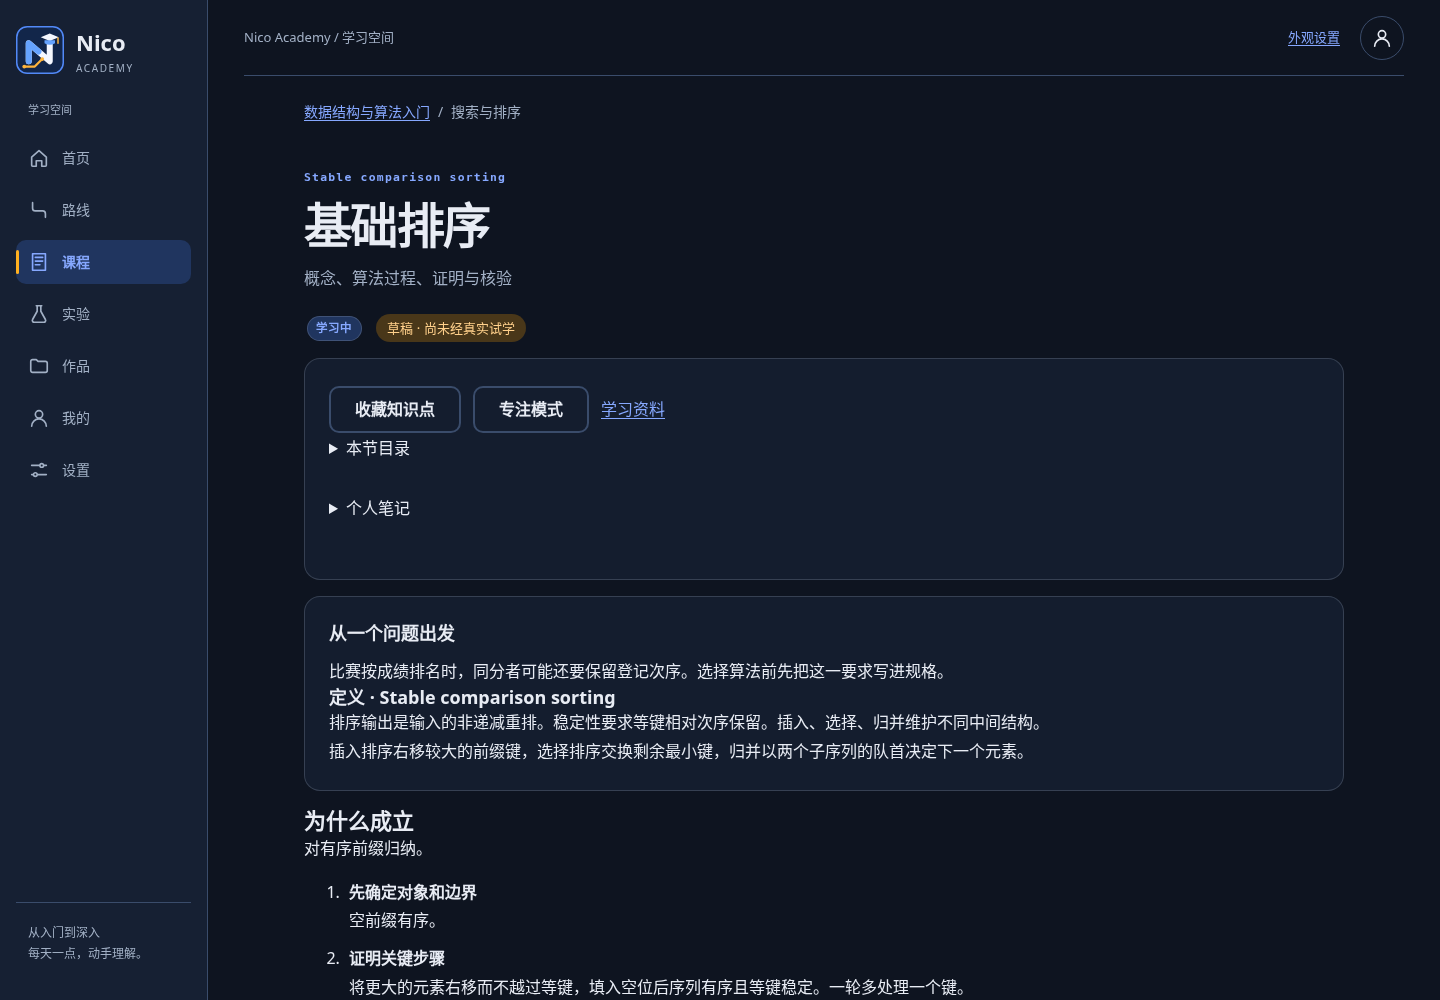 Nico
ACADEMY
学习空间
首页
路线
课程
实验
作品
我的
设置
从入门到深入
每天一点，动手理解。
Nico Academy / 学习空间
外观设置
数据结构与算法入门 / 搜索与排序
Stable comparison sorting
基础排序
概念、算法过程、证明与核验
学习中
草稿 · 尚未经真实试学
收藏知识点
专注模式
学习资料
本节目录
个人笔记
从一个问题出发
比赛按成绩排名时，同分者可能还要保留登记次序。选择算法前先把这一要求写进规格。
定义 · Stable comparison sorting
排序输出是输入的非递减重排。稳定性要求等键相对次序保留。插入、选择、归并维护不同中间结构。
插入排序右移较大的前缀键，选择排序交换剩余最小键，归并以两个子序列的队首决定下一个元素。
为什么成立
对有序前缀归纳。
1. 先确定对象和边界
空前缀有序。
2. 证明关键步骤
将更大的元素右移而不越过等键，填入空位后序列有序且等键稳定。一轮多处理一个键。